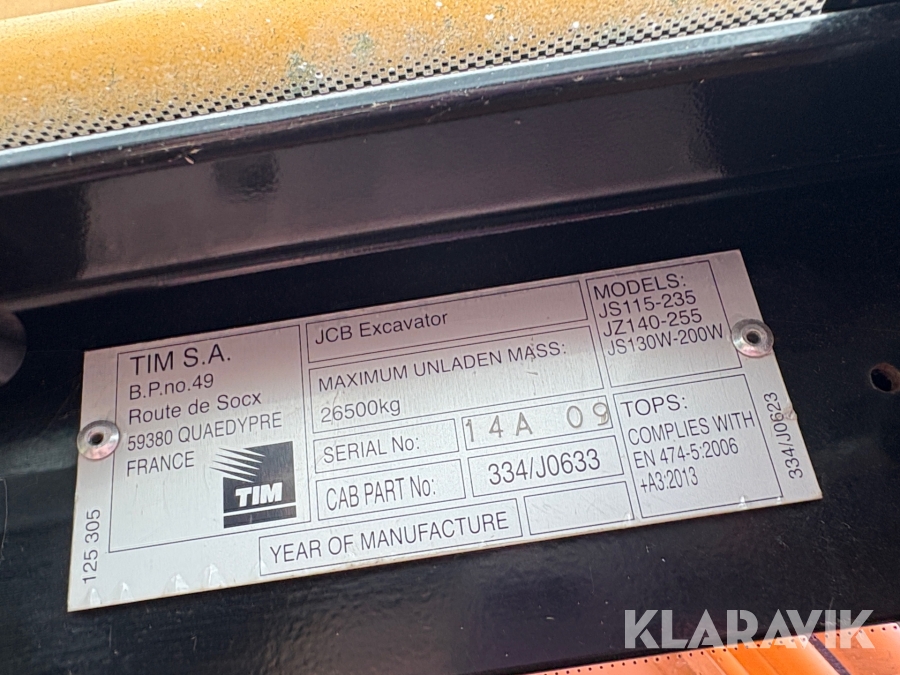 TIM S.A.
B.P.no.49
Route de Socx
59380 QUAEDYPRE
FRANCE
TIM
125 305
JCB Excavator
MAXIMUM UNLADEN MASS:
26500kg
SERIAL No:
14A 09
CAB PART No:
334/J0633
YEAR OF MANUFACTURE
MODELS:
JS115-235
JZ140-255
JS130W-200W
TOPS:
COMPLIES WITH
EN 474-5:2006
+A3:2013
334/J0623
KLARAVIK